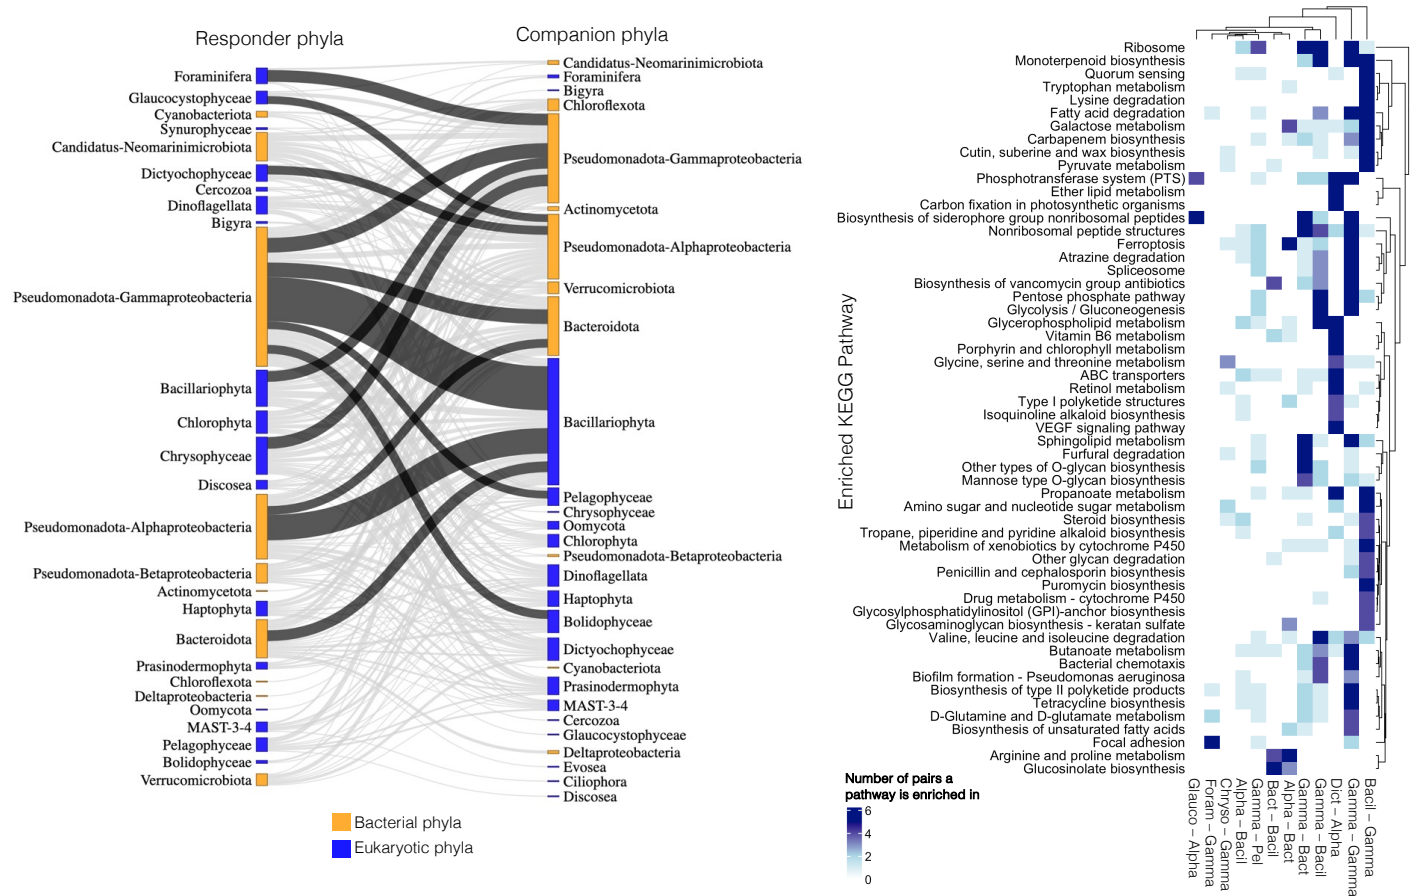 Responder phyla
Companion phyla
Foraminifera
Glaucocystophyceae
Cyanobacteriota
Synurophyceae
Candidatus-Neomarinimicrobiota
Dictyochophyceae
Cercozoa
Dinoflagellata
Bigyra
Pseudomonadota-Gammaproteobacteria
Bacillariophyta
Chlorophyta
Chrysophyceae
Discosea
Pseudomonadota-Alphaproteobacteria
Pseudomonadota-Betaproteobacteria
Actinomycetota
Haptophyta
Bacteroidota
Prasinodermophyta
Chloroflexota
Deltaproteobacteria
Oomycota
MAST-3-4
Pelagophyceae
Bolidophyceae
Verrucomicrobiota
Candidatus-Neomarinimicrobiota
Foraminifera
Bigyra
Chloroflexota
Pseudomonadota-Gammaproteobacteria
Actinomycetota
Pseudomonadota-Alphaproteobacteria
Verrucomicrobiota
Bacteroidota
Bacillariophyta
Pelagophyceae
Chrysophyceae
Oomycota
Chlorophyta
Pseudomonadota-Betaproteobacteria
Dinoflagellata
Haptophyta
Bolidophyceae
Dictyochophyceae
Cyanobacteriota
Prasinodermophyta
MAST-3-4
Cercozoa
Glaucocystophyceae
Deltaproteobacteria
Evosea
Ciliophora
Discosea
Bacterial phyla
Eukaryotic phyla
Enriched KEGG Pathway
Ribosome
Monoterpenoid biosynthesis
Quorum sensing
Tryptophan metabolism
Lysine degradation
Fatty acid degradation
Galactose metabolism
Carbapenem biosynthesis
Cutin, suberine and wax biosynthesis
Pyruvate metabolism
Phosphotransferase system (PTS)
Ether lipid metabolism
Carbon fixation in photosynthetic organisms
Biosynthesis of siderophore group nonribosomal peptides
Nonribosomal peptide structures
Ferroptosis
Atrazine degradation
Spliceosome
Biosynthesis of vancomycin group antibiotics
Pentose phosphate pathway
Glycolysis / Gluconeogenesis
Glycerophospholipid metabolism
Vitamin B6 metabolism
Porphyrin and chlorophyll metabolism
Glycine, serine and threonine metabolism
ABC transporters
Retinol metabolism
Type I polyketide structures
Isoquinoline alkaloid biosynthesis
VEGF signaling pathway
Sphingolipid metabolism
Furfural degradation
Other types of O-glycan biosynthesis
Mannose type O-glycan biosynthesis
Propanoate metabolism
Amino sugar and nucleotide sugar metabolism
Steroid biosynthesis
Tropane, piperidine and pyridine alkaloid biosynthesis
Metabolism of xenobiotics by cytochrome P450
Other glycan degradation
Penicillin and cephalosporin biosynthesis
Puromycin biosynthesis
Drug metabolism - cytochrome P450
Glycosylphosphatidylinositol (GPI)-anchor biosynthesis
Glycosaminoglycan biosynthesis - keratan sulfate
Valine, leucine and isoleucine degradation
Butanoate metabolism
Bacterial chemotaxis
Biofilm formation - Pseudomonas aeruginosa
Biosynthesis of type II polyketide products
Tetracycline biosynthesis
D-Glutamine and D-glutamate metabolism
Biosynthesis of unsaturated fatty acids
Focal adhesion
Arginine and proline metabolism
Glucosinolate biosynthesis
Glauco – Alpha
Foram – Gamma
Chryso – Gamma
Alpha – Bacil
Gamma – Pel
Bact – Bacil
Alpha – Bact
Gamma – Bact
Gamma – Bacil
Dict – Alpha
Gamma – Gamma
Bacil – Gamma
Number of pairs a
pathway is enriched in
6
4
2
0